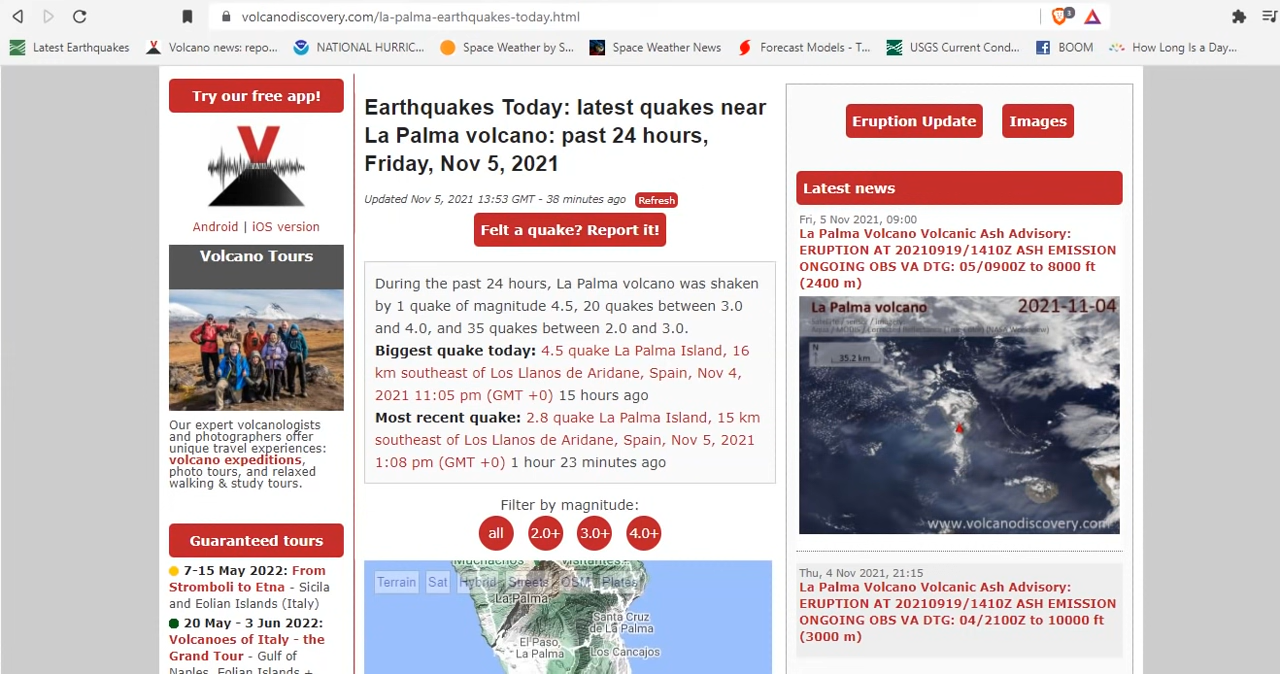 volcanodiscovery.com/la-palma-earthquakes-today.html
Latest Earthquakes
Volcano news: repo...
NATIONAL HURRIC...
Space Weather by S...
Space Weather News
Forecast Models - T...
USGS Current Cond...
BOOM
How Long Is a Day...
Try our free app!
Android | iOS version
Volcano Tours
Our expert volcanologists
and photographers offer
unique travel experiences:
volcano expeditions,
photo tours, and relaxed
walking & study tours.
Guaranteed tours
7-15 May 2022: From
Stromboli to Etna - Sicilia
and Eolian Islands (Italy)
20 May - 3 Jun 2022:
Volcanoes of Italy - the
Grand Tour - Gulf of
Naples, Eolian Islands +
Earthquakes Today: latest quakes near
La Palma volcano: past 24 hours,
Friday, Nov 5, 2021
Updated Nov 5, 2021 13:53 GMT - 38 minutes ago Refresh
Felt a quake? Report it!
During the past 24 hours, La Palma volcano was shaken
by 1 quake of magnitude 4.5, 20 quakes between 3.0
and 4.0, and 35 quakes between 2.0 and 3.0.
Biggest quake today: 4.5 quake La Palma Island, 16
km southeast of Los Llanos de Aridane, Spain, Nov 4,
2021 11:05 pm (GMT +0) 15 hours ago
Most recent quake: 2.8 quake La Palma Island, 15 km
southeast of Los Llanos de Aridane, Spain, Nov 5, 2021
1:08 pm (GMT +0) 1 hour 23 minutes ago
Filter by magnitude:
all 2.0+ 3.0+ 4.0+
Terrain Sat Hybrid Streets OSM Plates
La Palma
Santa Cruz
de La Palma
El Paso,
La Palma
Los Cancajos
Eruption Update
Images
Latest news
Fri, 5 Nov 2021, 09:00
La Palma Volcano Volcanic Ash Advisory:
ERUPTION AT 20210919/1410Z ASH EMISSION
ONGOING OBS VA DTG: 05/0900Z to 8000 ft
(2400 m)
La Palma volcano
2021-11-04
N
35.2 km
www.volcanodiscovery.com
Thu, 4 Nov 2021, 21:15
La Palma Volcano Volcanic Ash Advisory:
ERUPTION AT 20210919/1410Z ASH EMISSION
ONGOING OBS VA DTG: 04/2100Z to 10000 ft
(3000 m)